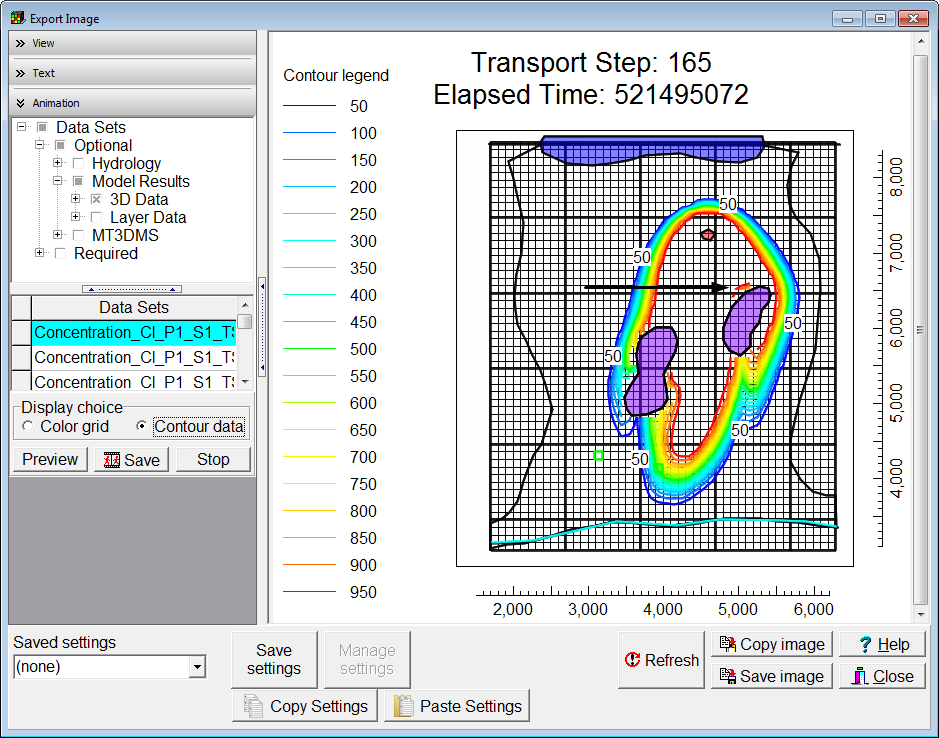 Export Image
View
Text
Animation
Data Sets
Optional
Hydrology
Model Results
3D Data
Layer Data
MT3DMS
Required
Data Sets
Concentration_Cl_P1_S1_TS
Concentration_Cl_P1_S1_TS
Concentration_Cl_P1_S1_TS
Display choice
Color grid Contour data
Preview Save Stop
Contour legend
50
100
150
200
250
300
350
400
450
500
550
600
650
700
750
800
850
900
950
Transport Step: 165
Elapsed Time: 521495072
50
50
50
50
50
50
8,000
7,000
6,000
5,000
4,000
2,000 3,000 4,000 5,000 6,000
Saved settings
(none)
Save
settings
Manage
settings
Copy Settings Paste Settings
Refresh
Copy image
Save image
Help
Close